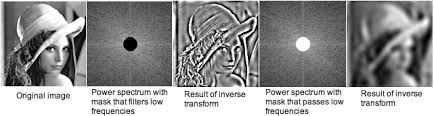 Original image
Power spectrum with
mask that filters low
frequencies
Result of inverse
transform
Power spectrum with
mask that passes low
frequencies
Result of inverse
transform